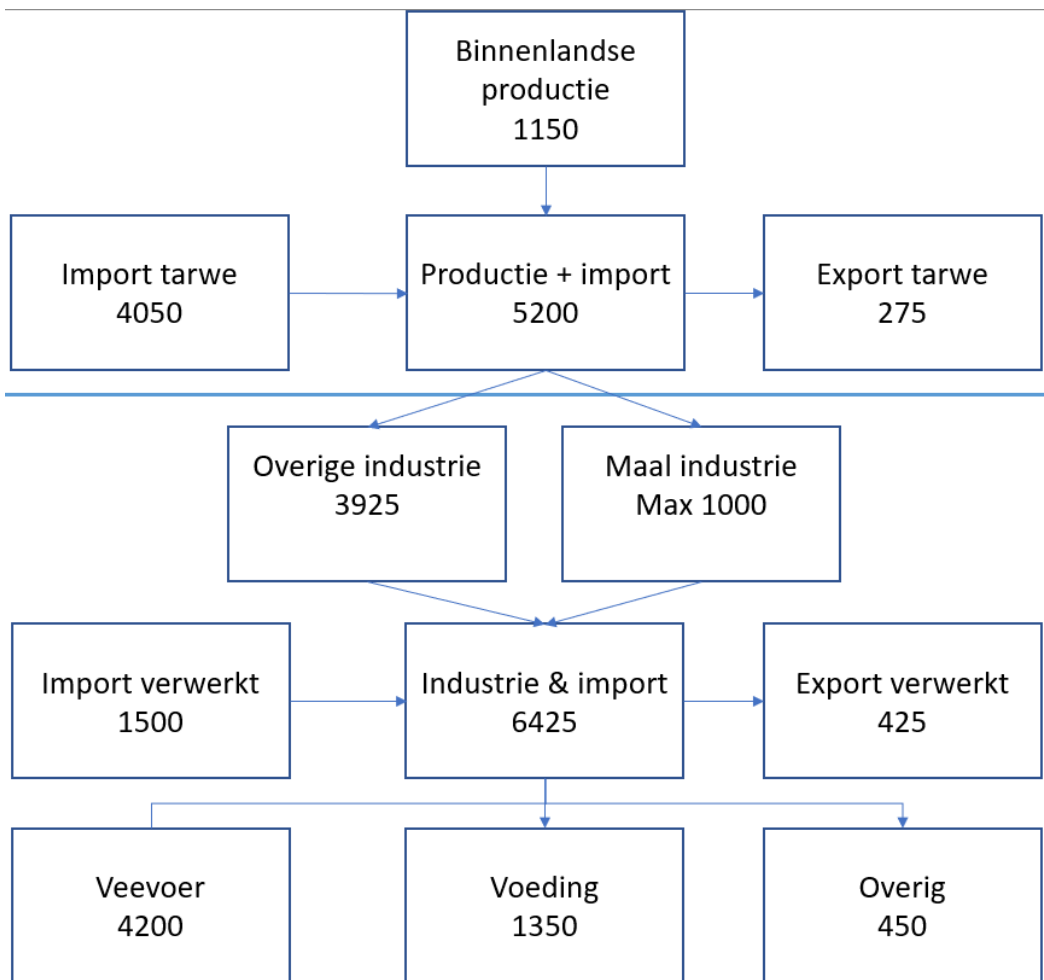 Binnenlandse
productie
1150
Import tarwe
4050
Productie + import
5200
Export tarwe
275
Overige industrie
3925
Maal industrie
Max 1000
Import verwerkt
1500
Industrie & import
6425
Export verwerkt
425
Veevoer
4200
Voeding
1350
Overig
450